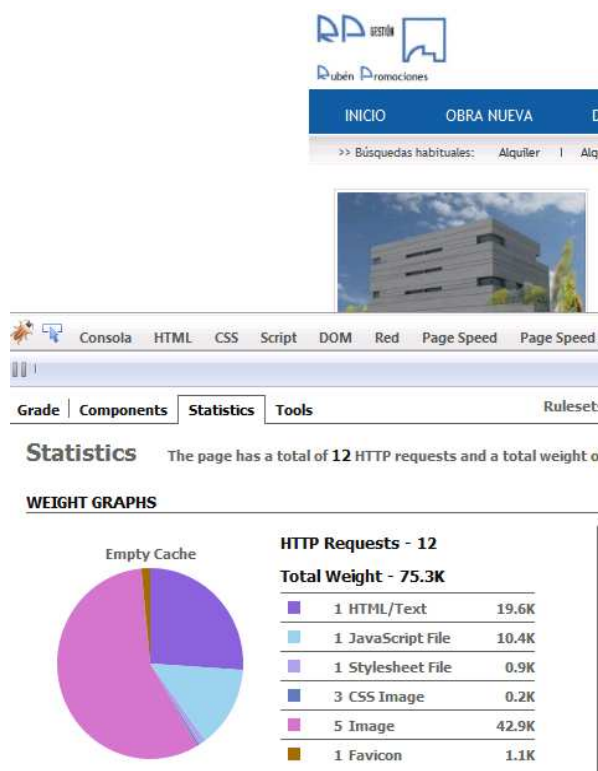 RP GESTIÓN
Rubén Promociones
INICIO OBRA NUEVA D
>> Búsquedas habituales: Alquiler | Alq
Consola HTML CSS Script DOM Red Page Speed Page Speed
Grade Components Statistics Tools Rulesets
Statistics The page has a total of 12 HTTP requests and a total weight o
WEIGHT GRAPHS
Empty Cache
HTTP Requests - 12
Total Weight - 75.3K
1 HTML/Text 19.6K
1 JavaScript File 10.4K
1 Stylesheet File 0.9K
3 CSS Image 0.2K
5 Image 42.9K
1 Favicon 1.1K